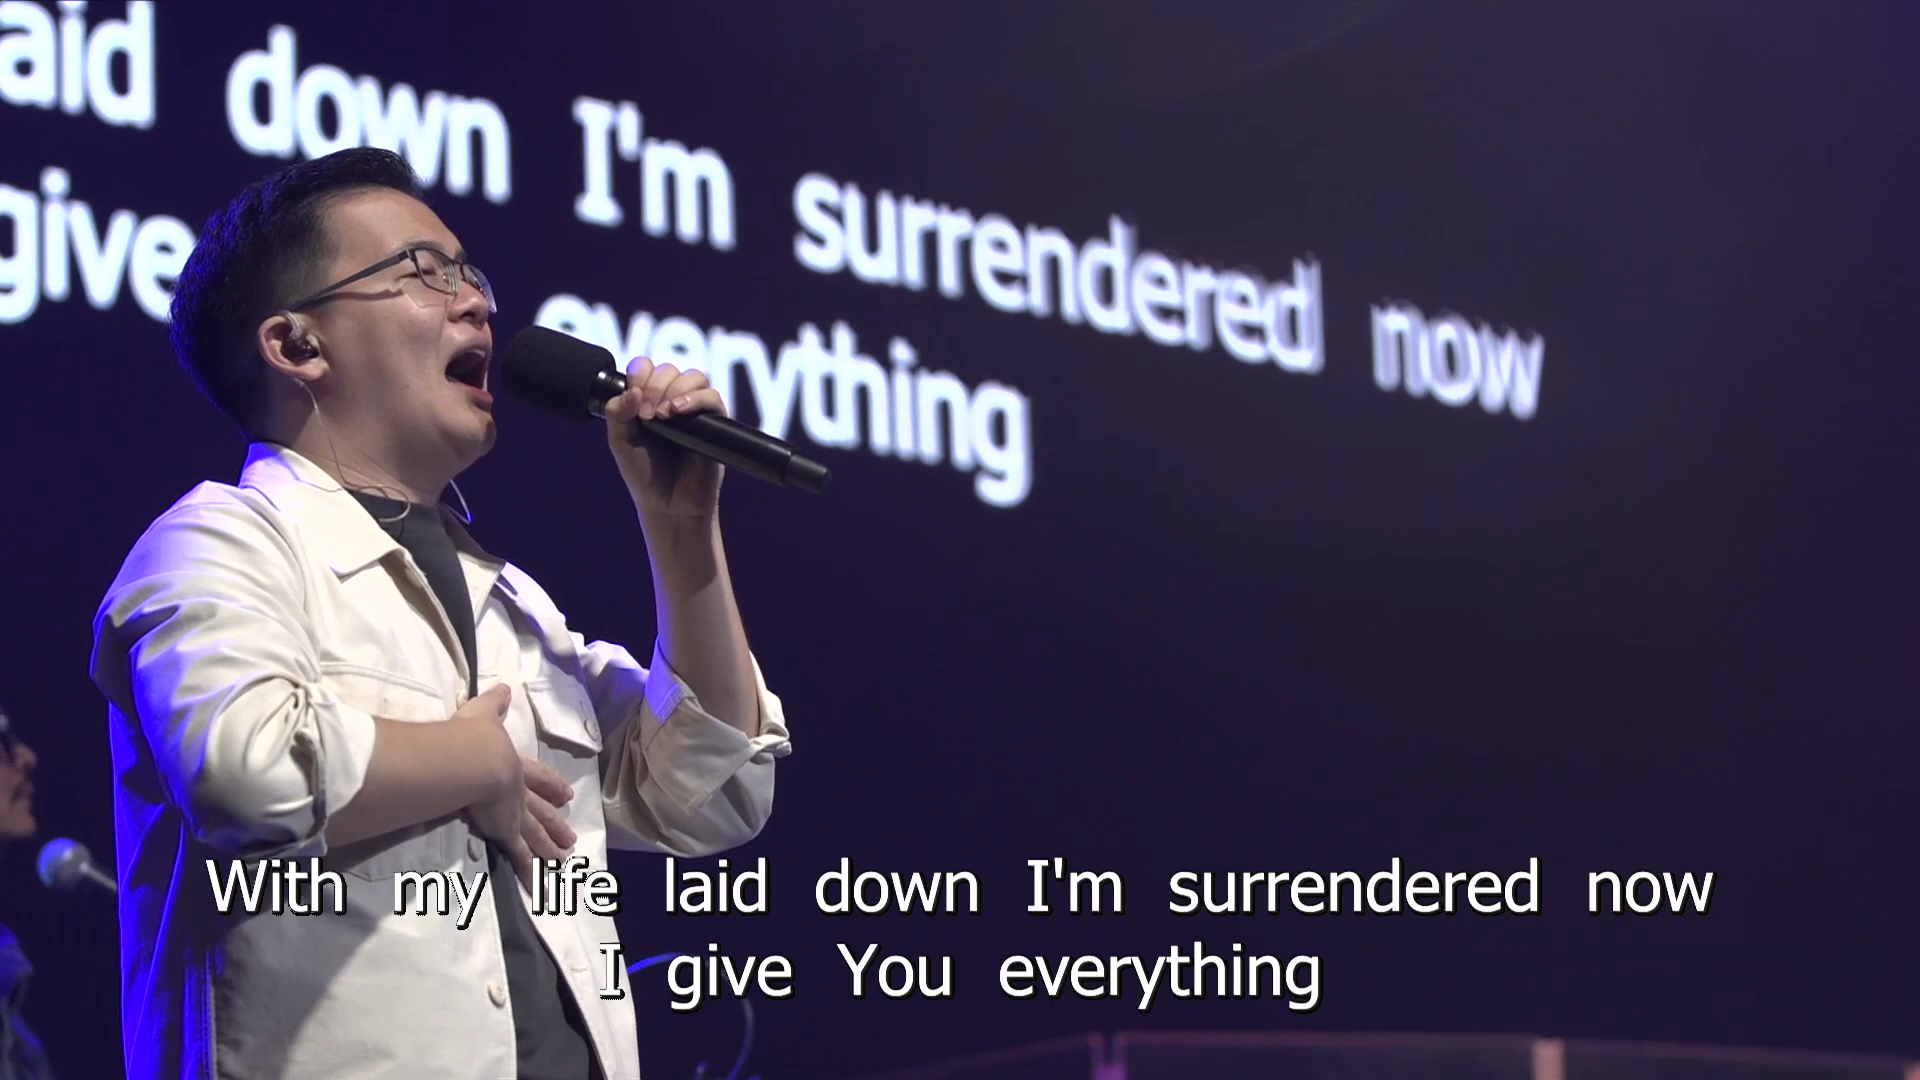 aid down I'm surrendered now
give everything
With my life laid down I'm surrendered now
I give You everything